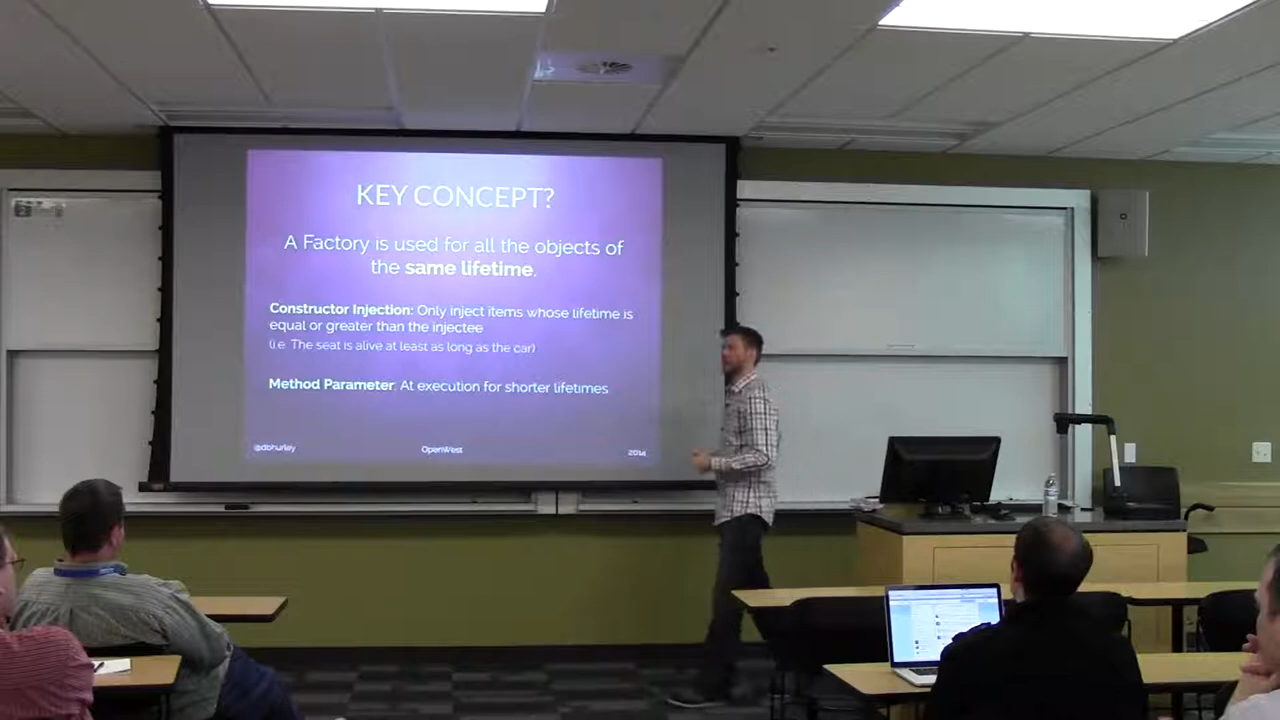 KEY CONCEPT?
A Factory is used for all the objects of
the same lifetime.
Constructor Injection: Only inject items whose lifetime is
equal or greater than the injectee
(i.e. The seat is alive at least as long as the car)
Method Parameter: At execution for shorter lifetimes
@dbhurley
OpenWest
2014